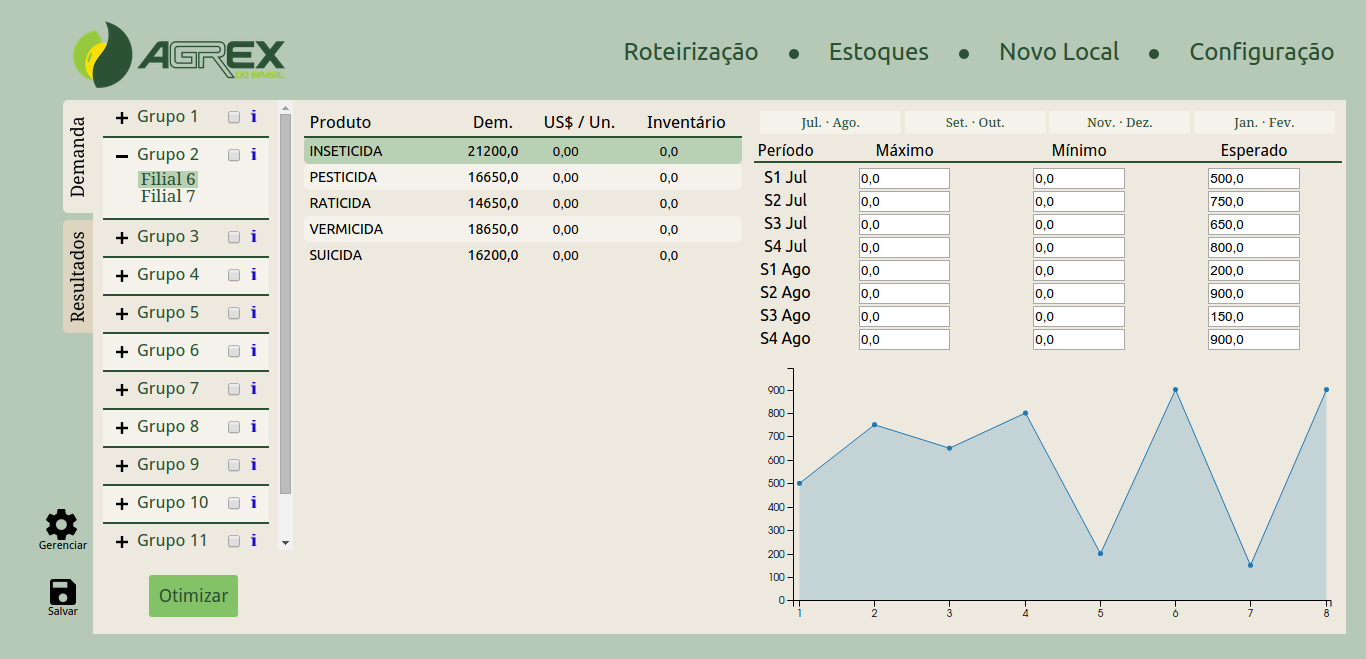 AGREX
DO BRASIL
Roteirização • Estoques • Novo Local • Configuração
Demanda
Resultados
Gerenciar
Salvar
+ Grupo 1 i
− Grupo 2 i
Filial 6
Filial 7
+ Grupo 3 i
+ Grupo 4 i
+ Grupo 5 i
+ Grupo 6 i
+ Grupo 7 i
+ Grupo 8 i
+ Grupo 9 i
+ Grupo 10 i
+ Grupo 11 i
Otimizar
Produto Dem. US$ / Un. Inventário
INSETICIDA 21200,0 0,00 0,0
PESTICIDA 16650,0 0,00 0,0
RATICIDA 14650,0 0,00 0,0
VERMICIDA 18650,0 0,00 0,0
SUICIDA 16200,0 0,00 0,0
Jul. · Ago. Set. · Out. Nov. · Dez. Jan. · Fev.
Período Máximo Mínimo Esperado
S1 Jul 0,0 0,0 500,0
S2 Jul 0,0 0,0 750,0
S3 Jul 0,0 0,0 650,0
S4 Jul 0,0 0,0 800,0
S1 Ago 0,0 0,0 200,0
S2 Ago 0,0 0,0 900,0
S3 Ago 0,0 0,0 150,0
S4 Ago 0,0 0,0 900,0
900
800
700
600
500
400
300
200
100
0
1 2 3 4 5 6 7 8